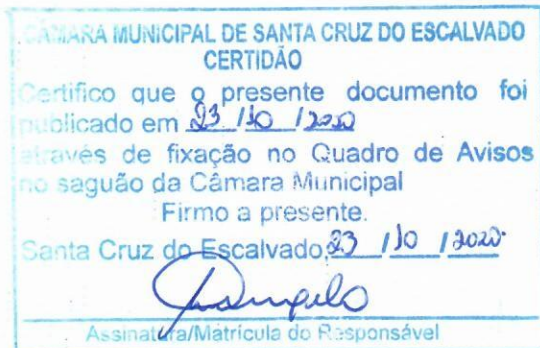 CÂMARA MUNICIPAL DE SANTA CRUZ DO ESCALVADO
CERTIDÃO
Certifico que o presente documento foi
publicado em 23 / 10 / 2020
através de fixação no Quadro de Avisos
no saguão da Câmara Municipal
Firmo a presente.
Santa Cruz do Escalvado, 23 / 10 / 2020.
Assinatura/Matrícula do Responsável